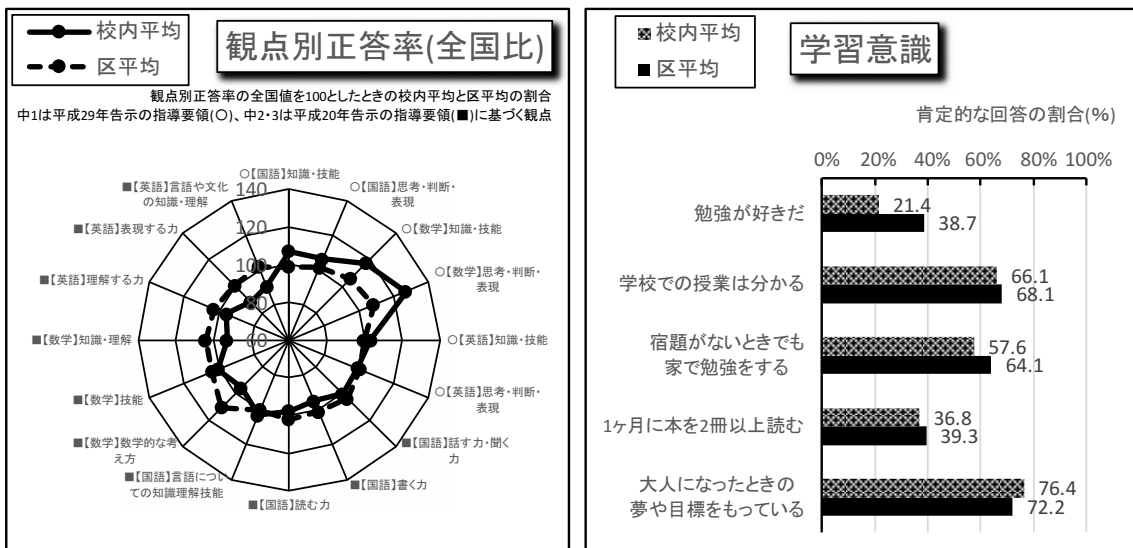 校内平均
区平均
観点別正答率(全国比)
観点別正答率の全国値を100としたときの校内平均と区平均の割合
中1は平成29年告示の指導要領(○)、中2・3は平成20年告示の指導要領(■)に基づく観点
○【国語】知識・技能
○【国語】思考・判断・
表現
○【数学】知識・技能
○【数学】思考・判断・
表現
○【英語】知識・技能
○【英語】思考・判断・
表現
■【国語】話す力・聞く
力
■【国語】書く力
■【国語】読む力
■【国語】言語につい
ての知識理解技能
■【数学】数学的な考
え方
■【数学】技能
■【数学】知識・理解
■【英語】理解する力
■【英語】表現する力
■【英語】言語や文化
の知識・理解
140
120
100
80
60
校内平均
区平均
学習意識
肯定的な回答の割合(%)
0% 20% 40% 60% 80% 100%
勉強が好きだ
21.4
38.7
学校での授業は分かる
66.1
68.1
宿題がないときでも
家で勉強をする
57.6
64.1
1ヶ月に本を2冊以上読む
36.8
39.3
大人になったときの
夢や目標をもっている
76.4
72.2